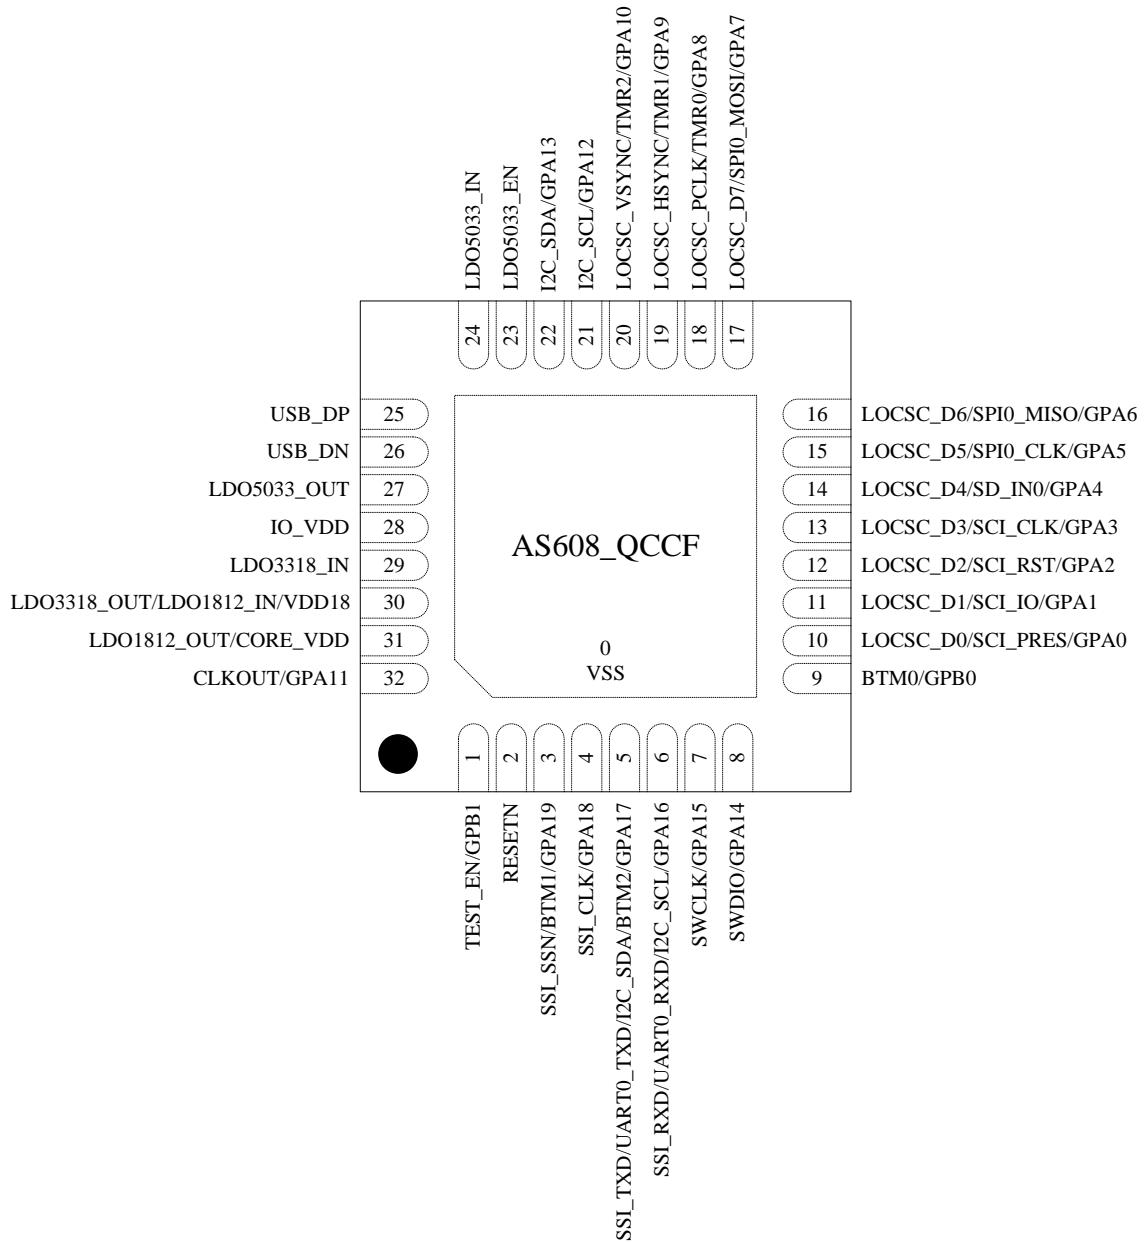 LDO5033_IN
LDO5033_EN
I2C_SDA/GPA13
I2C_SCL/GPA12
LOCSC_VSYNC/TMR2/GPA10
LOCSC_HSYNC/TMR1/GPA9
LOCSC_PCLK/TMR0/GPA8
LOCSC_D7/SPI0_MOSI/GPA7
24
23
22
21
20
19
18
17
USB_DP 25
USB_DN 26
LDO5033_OUT 27
IO_VDD 28
LDO3318_IN 29
LDO3318_OUT/LDO1812_IN/VDD18 30
LDO1812_OUT/CORE_VDD 31
CLKOUT/GPA11 32
AS608_QCCF
0
VSS
16 LOCSC_D6/SPI0_MISO/GPA6
15 LOCSC_D5/SPI0_CLK/GPA5
14 LOCSC_D4/SD_IN0/GPA4
13 LOCSC_D3/SCI_CLK/GPA3
12 LOCSC_D2/SCI_RST/GPA2
11 LOCSC_D1/SCI_IO/GPA1
10 LOCSC_D0/SCI_PRES/GPA0
9 BTM0/GPB0
1
2
3
4
5
6
7
8
TEST_EN/GPB1
RESETN
SSI_SSN/BTM1/GPA19
SSI_CLK/GPA18
SSI_TXD/UART0_TXD/I2C_SDA/BTM2/GPA17
SSI_RXD/UART0_RXD/I2C_SCL/GPA16
SWCLK/GPA15
SWDIO/GPA14